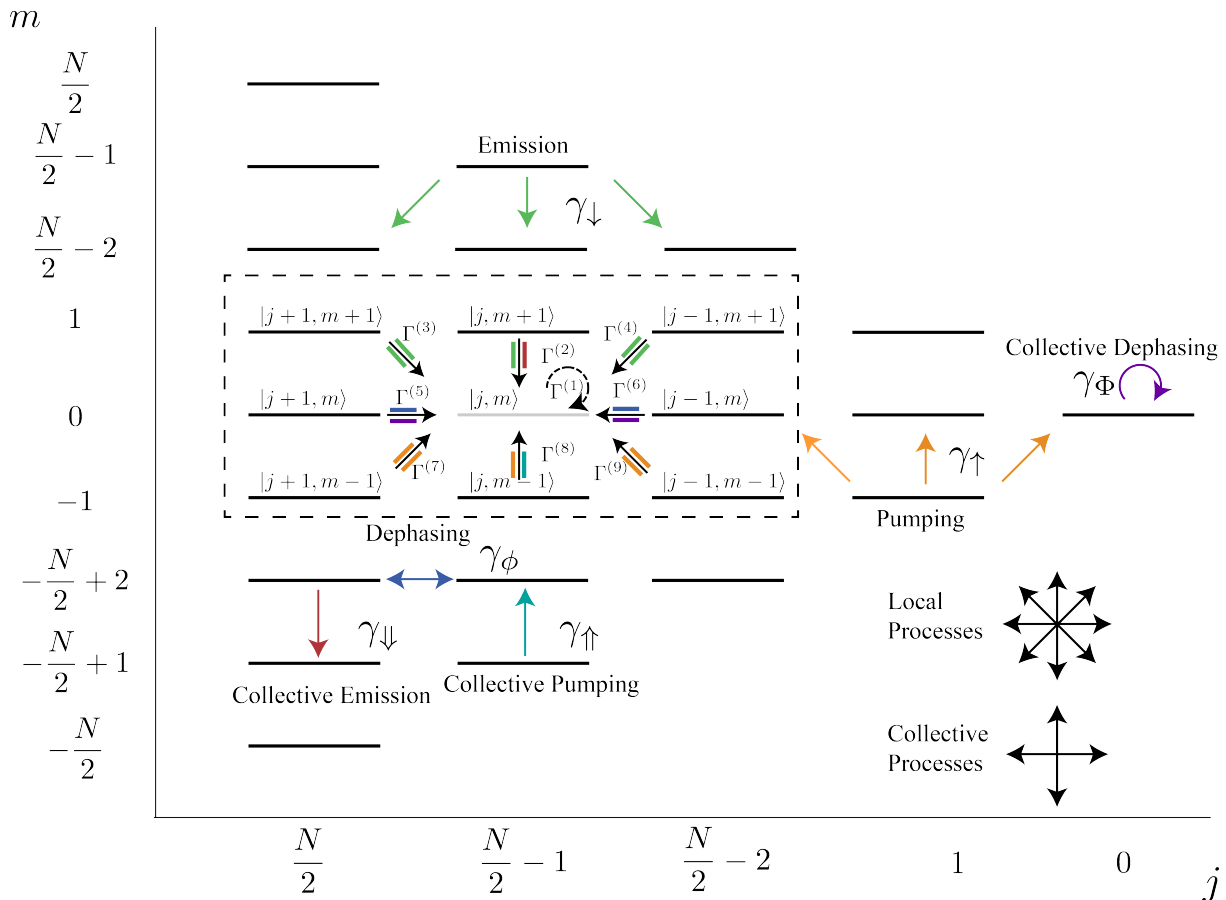 m
N/2
N/2 − 1
Emission
γ↓
N/2 − 2
|j + 1, m + 1⟩ |j, m + 1⟩ |j − 1, m + 1⟩
1
Γ(3) Γ(2) Γ(4)
Collective Dephasing
γΦ
Γ(5) Γ(1) Γ(6)
|j + 1, m⟩ |j, m⟩ |j − 1, m⟩
0
Γ(7) Γ(8) Γ(9)
γ↑
|j + 1, m − 1⟩ |j, m − 1⟩ |j − 1, m − 1⟩
−1
Pumping
Dephasing
γϕ
−N/2 + 2
Local
Processes
γ⇓ γ⇑
−N/2 + 1
Collective Emission Collective Pumping
−N/2
Collective
Processes
N/2 N/2 − 1 N/2 − 2 1 0
j